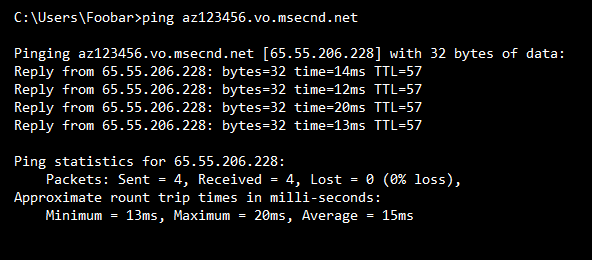 C:\Users\Foobar>ping az123456.vo.msecnd.net
Pinging az123456.vo.msecnd.net [65.55.206.228] with 32 bytes of data:
Reply from 65.55.206.228: bytes=32 time=14ms TTL=57
Reply from 65.55.206.228: bytes=32 time=12ms TTL=57
Reply from 65.55.206.228: bytes=32 time=20ms TTL=57
Reply from 65.55.206.228: bytes=32 time=13ms TTL=57
Ping statistics for 65.55.206.228:
    Packets: Sent = 4, Received = 4, Lost = 0 (0% loss),
Approximate rount trip times in milli-seconds:
    Minimum = 13ms, Maximum = 20ms, Average = 15ms